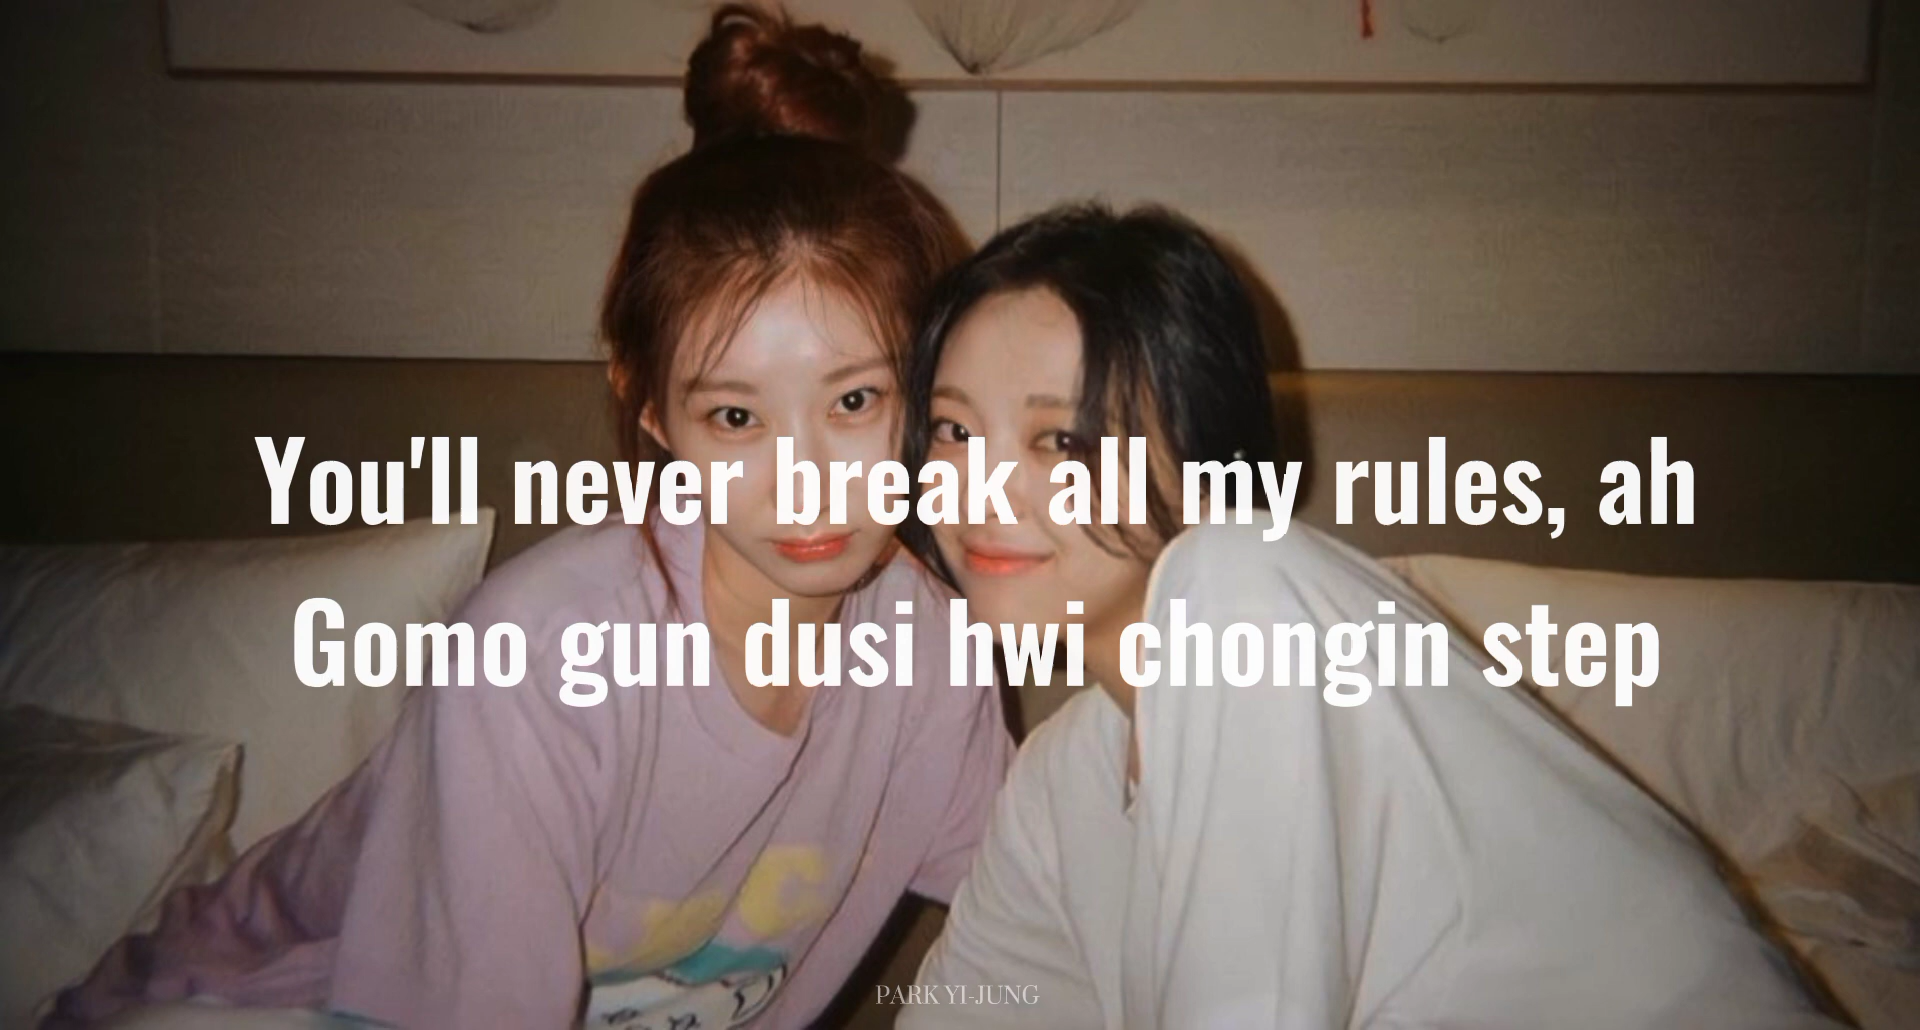 You'll never break all my rules, ah
Gomo gun dusi hwi chongin step
PARK YI-JUNG